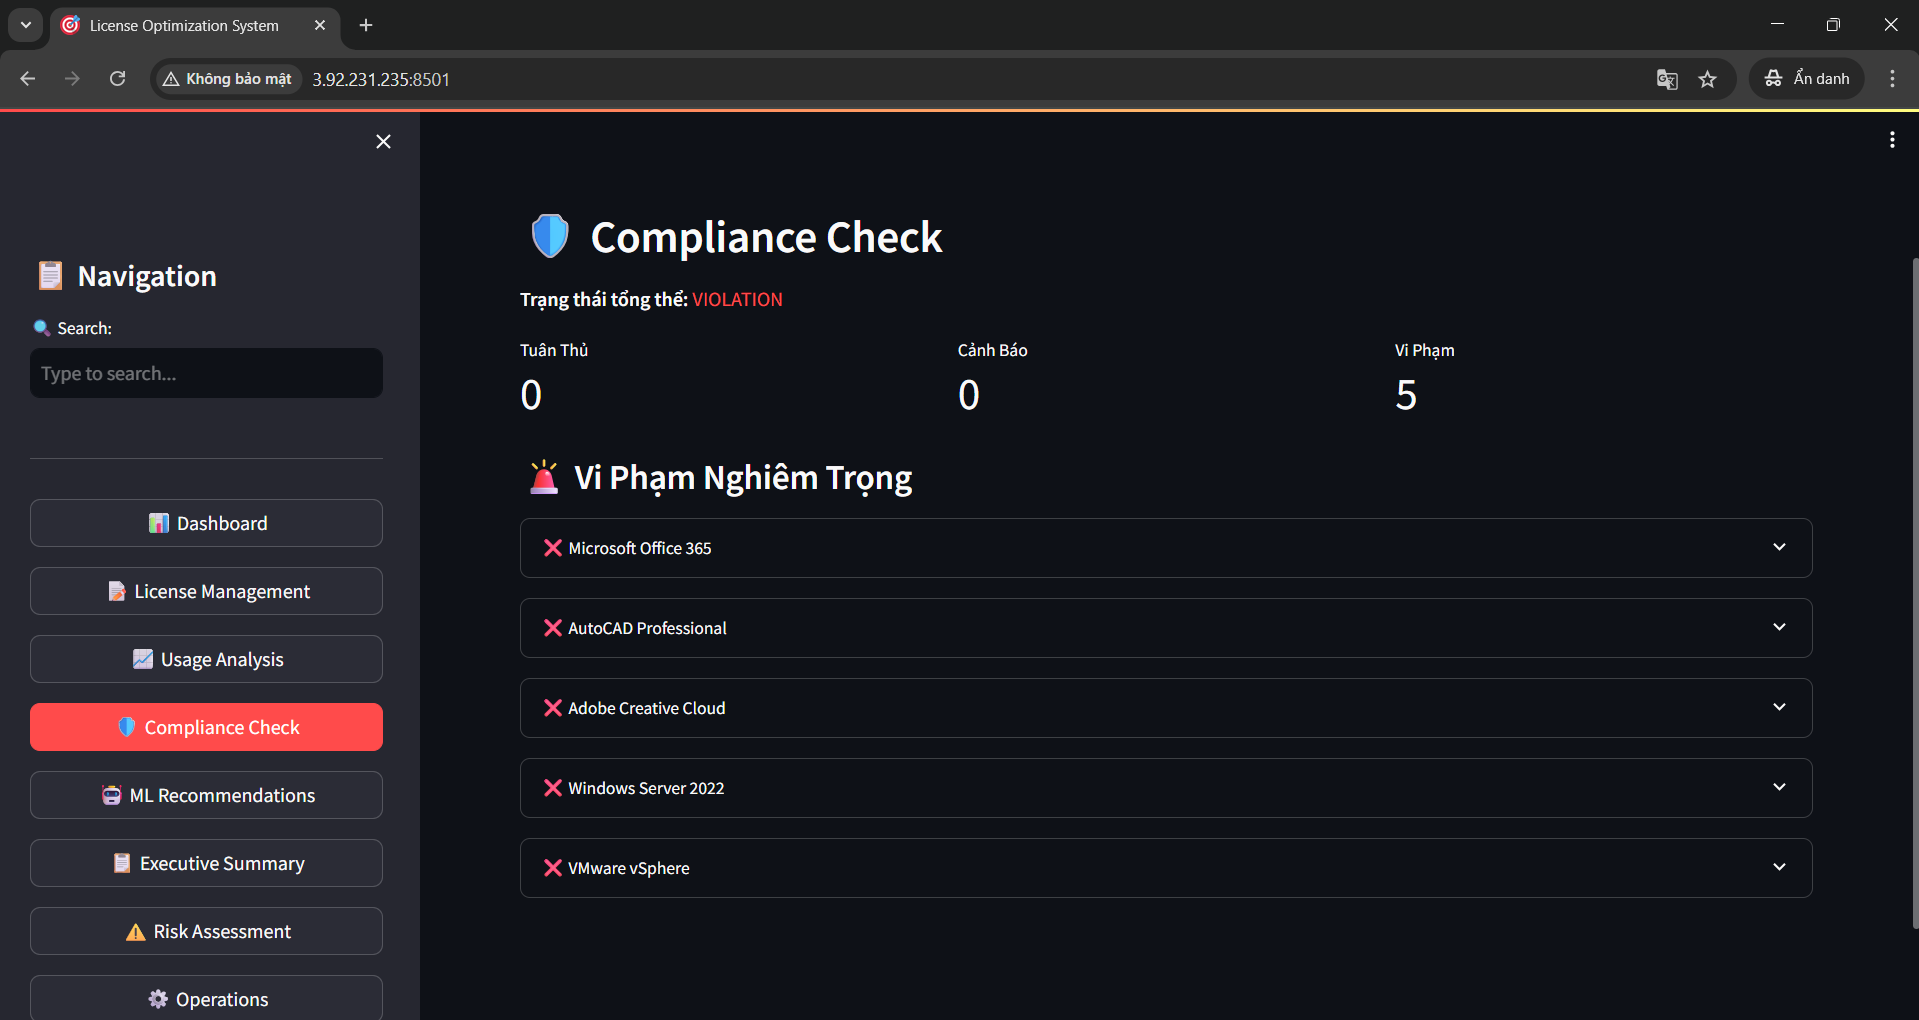 License Optimization System
Không bảo mật
3.92.231.235:8501
Ẩn danh
Navigation
Search:
Type to search...
Dashboard
License Management
Usage Analysis
Compliance Check
ML Recommendations
Executive Summary
Risk Assessment
Operations
Compliance Check
Trạng thái tổng thể: VIOLATION
Tuân Thủ
0
Cảnh Báo
0
Vi Phạm
5
Vi Phạm Nghiêm Trọng
Microsoft Office 365
AutoCAD Professional
Adobe Creative Cloud
Windows Server 2022
VMware vSphere